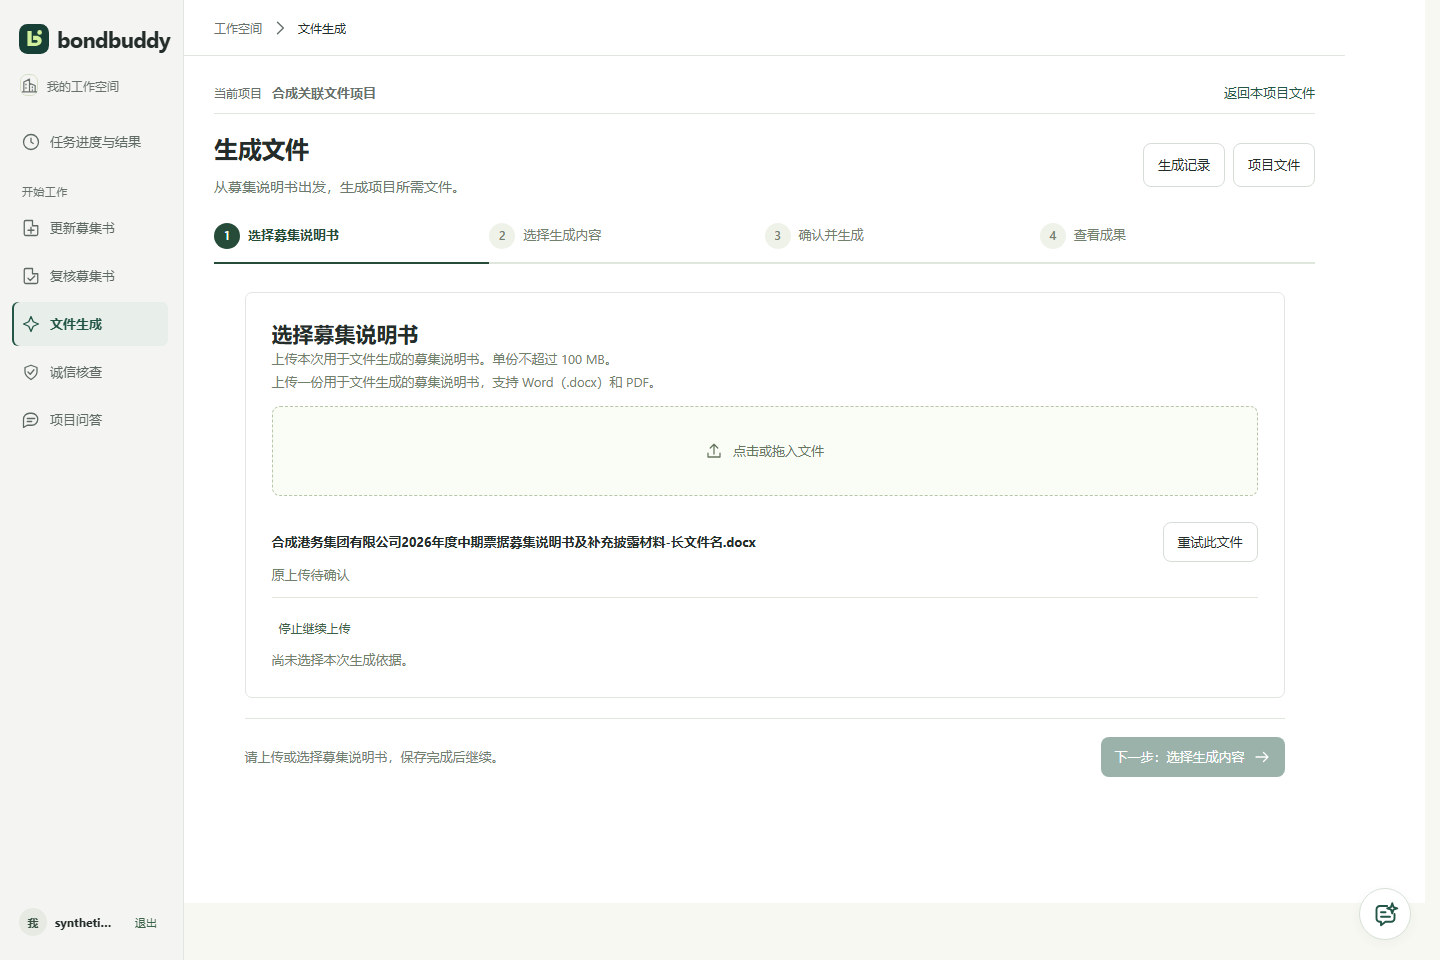 bondbuddy
我的工作空间
任务进度与结果
开始工作
更新募集书
复核募集书
文件生成
诚信核查
项目问答
我 syntheti... 退出
工作空间 文件生成
当前项目 合成关联文件项目 返回本项目文件
生成文件
从募集说明书出发，生成项目所需文件。
生成记录 项目文件
1 选择募集说明书 2 选择生成内容 3 确认并生成 4 查看成果
选择募集说明书
上传本次用于文件生成的募集说明书。单份不超过 100 MB。
上传一份用于文件生成的募集说明书，支持 Word（.docx）和 PDF。
点击或拖入文件
合成港务集团有限公司2026年度中期票据募集说明书及补充披露材料-长文件名.docx 重试此文件
原上传待确认
停止继续上传
尚未选择本次生成依据。
请上传或选择募集说明书，保存完成后继续。 下一步：选择生成内容